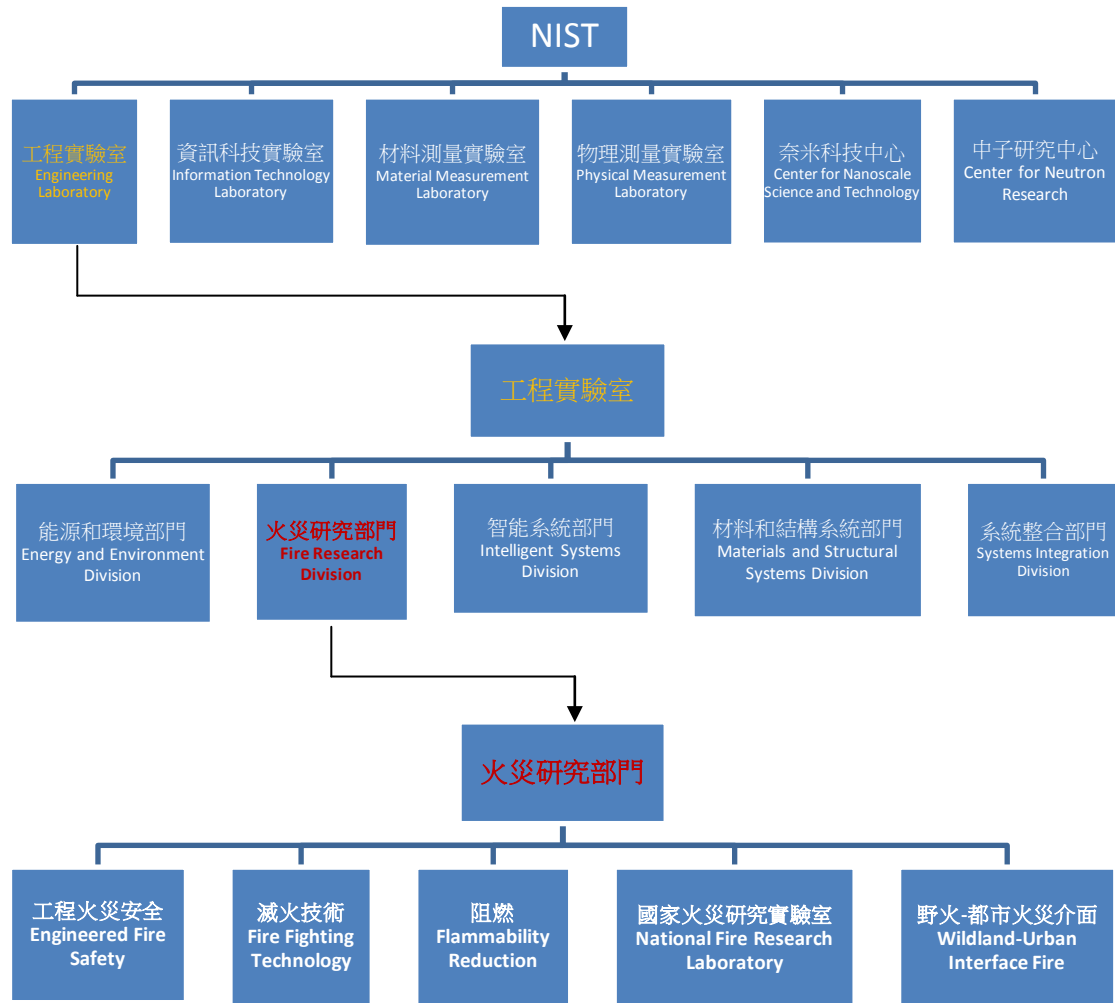 NIST
工程實驗室
Engineering
Laboratory
資訊科技實驗室
Information Technology
Laboratory
材料測量實驗室
Material Measurement
Laboratory
物理測量實驗室
Physical Measurement
Laboratory
奈米科技中心
Center for Nanoscale
Science and Technology
中子研究中心
Center for Neutron
Research
工程實驗室
能源和環境部門
Energy and Environment
Division
火災研究部門
Fire Research
Division
智能系統部門
Intelligent Systems
Division
材料和結構系統部門
Materials and Structural
Systems Division
系統整合部門
Systems Integration
Division
火災研究部門
工程火災安全
Engineered Fire
Safety
滅火技術
Fire Fighting
Technology
阻燃
Flammability
Reduction
國家火災研究實驗室
National Fire Research
Laboratory
野火-都市火災介面
Wildland-Urban
Interface Fire